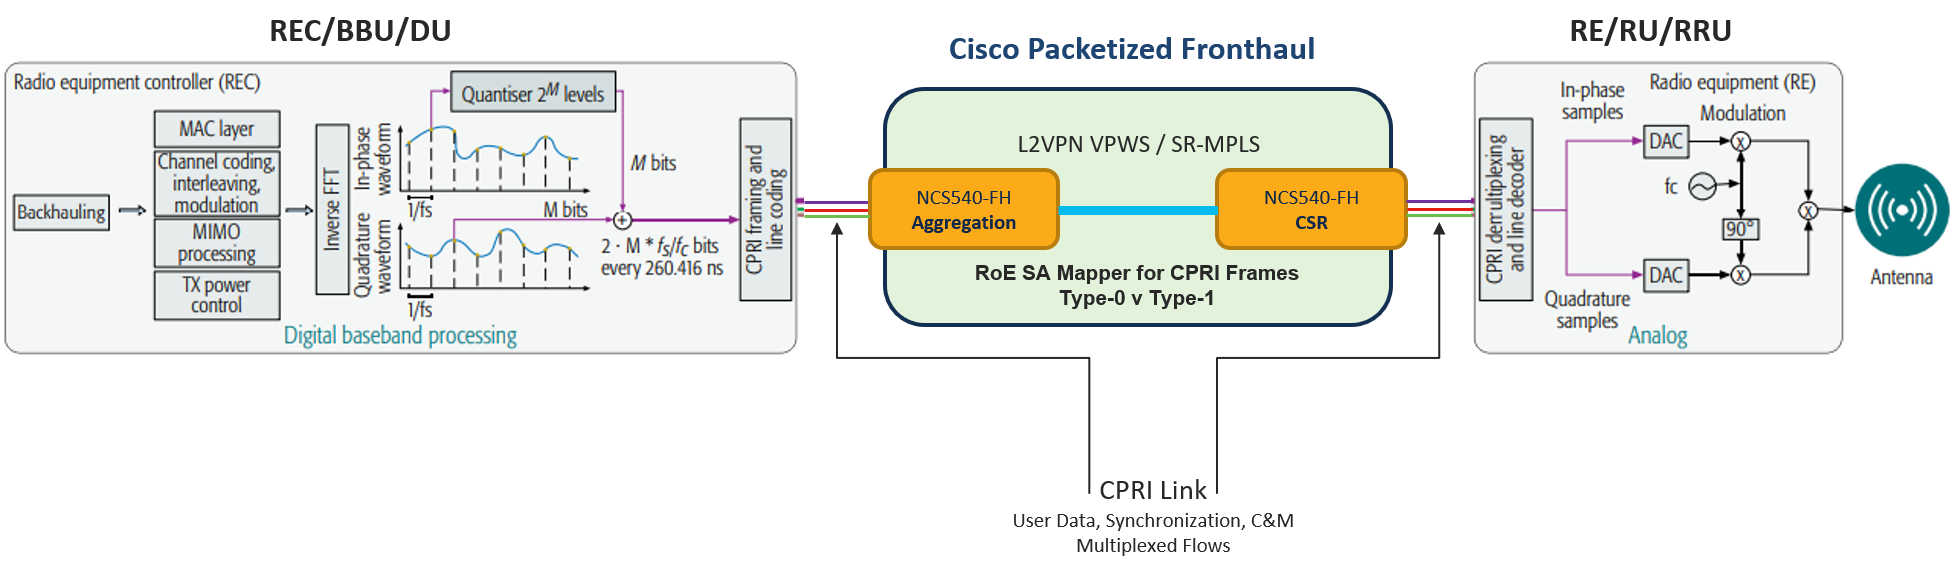 REC/BBU/DU
Cisco Packetized Fronthaul
RE/RU/RRU
Radio equipment controller (REC)
Backhauling
MAC layer
Channel coding,
interleaving,
modulation
MIMO
processing
TX power
control
Inverse FFT
In-phase
waveform
Quadrature
waveform
Quantiser 2^M levels
1/fs
1/fs
M bits
M bits
2 · M * fs/fc bits
every 260.416 ns
CPRI framing and
line coding
Digital baseband processing
L2VPN VPWS / SR-MPLS
NCS540-FH
Aggregation
NCS540-FH
CSR
RoE SA Mapper for CPRI Frames
Type-0 v Type-1
CPRI Link
User Data, Synchronization, C&M
Multiplexed Flows
Radio equipment (RE)
CPRI demultiplexing
and line decoder
In-phase
samples
Modulation
DAC
X
fc
90°
X
DAC
X
Quadrature
samples
Analog
Antenna